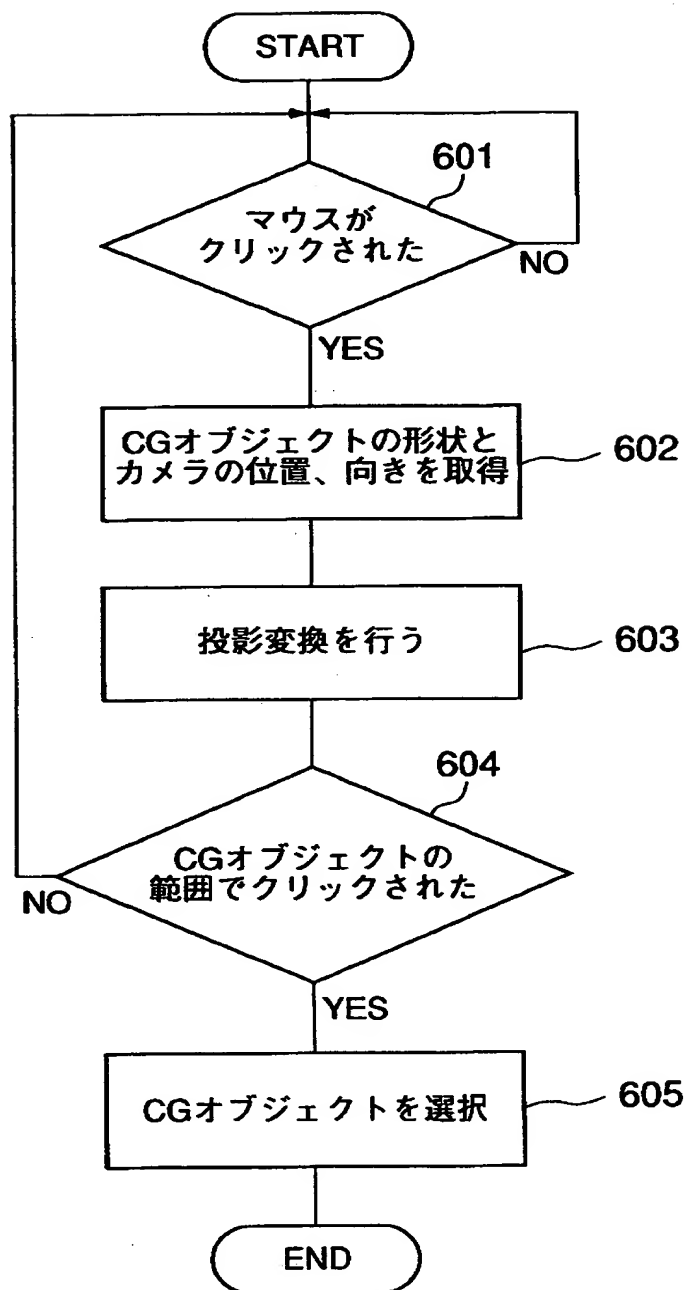 START
601
マウスが
クリックされた
NO
YES
CGオブジェクトの形状と
カメラの位置、向きを取得
602
投影変換を行う
603
604
CGオブジェクトの
範囲でクリックされた
NO
YES
CGオブジェクトを選択
605
END